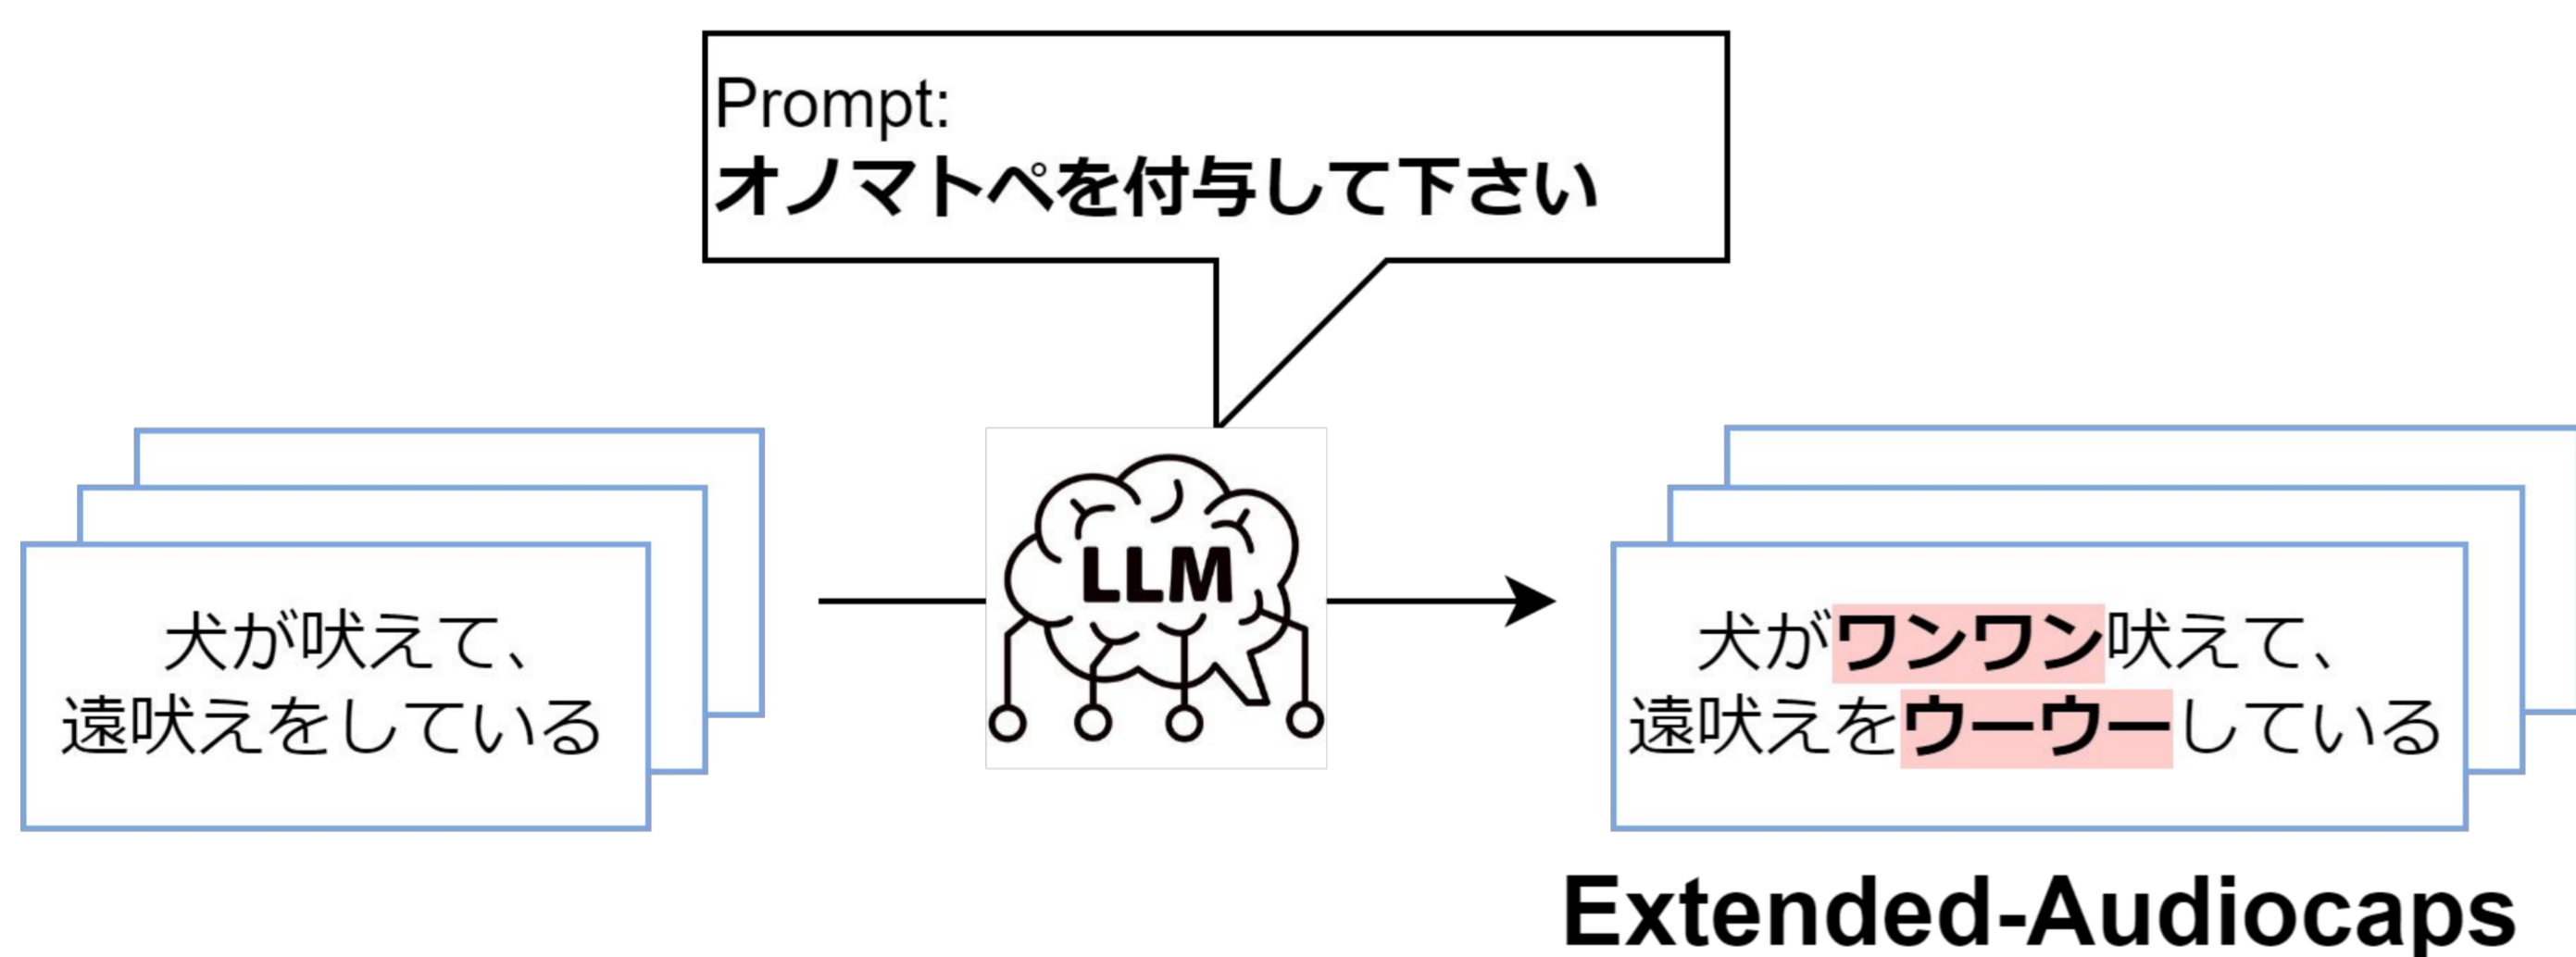 Prompt:
オノマトペを付与して下さい
犬が吠えて、
遠吠えをしている
LLM
犬がワンワン吠えて、
遠吠えをウーウーしている
Extended-Audiocaps